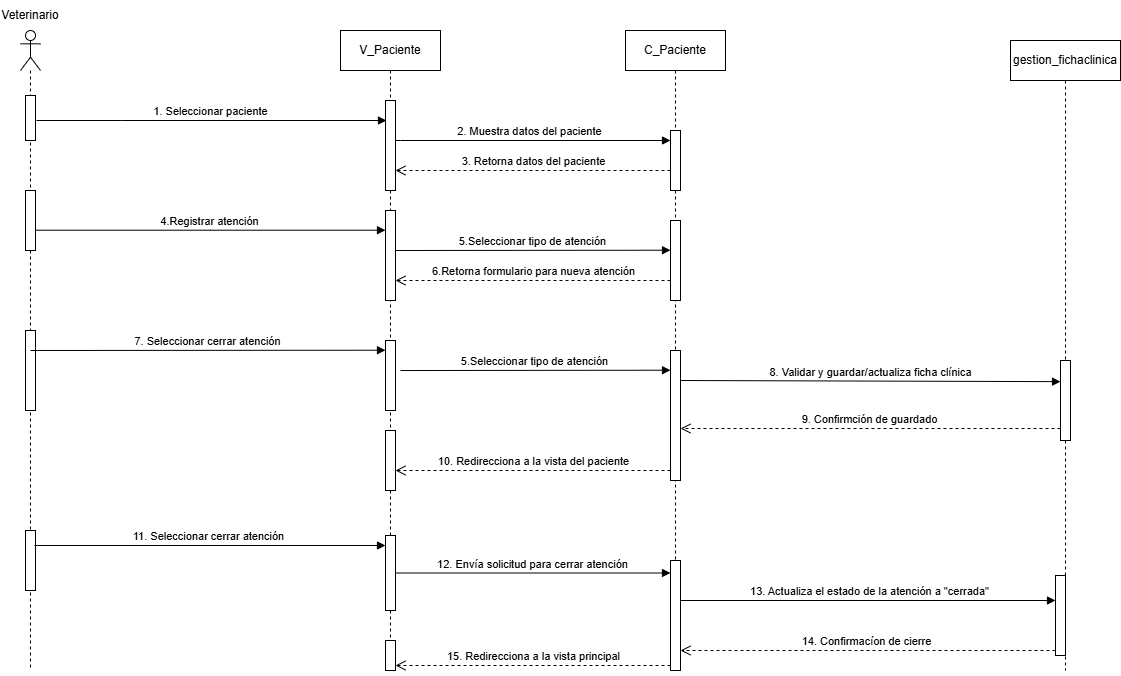 Veterinario
V_Paciente
C_Paciente
gestion_fichaclinica
1. Seleccionar paciente
2. Muestra datos del paciente
3. Retorna datos del paciente
4.Registrar atención
5.Seleccionar tipo de atención
6.Retorna formulario para nueva atención
7. Seleccionar cerrar atención
5.Seleccionar tipo de atención
8. Validar y guardar/actualiza ficha clínica
9. Confirmción de guardado
10. Redirecciona a la vista del paciente
11. Seleccionar cerrar atención
12. Envía solicitud para cerrar atención
13. Actualiza el estado de la atención a "cerrada"
14. Confirmacíon de cierre
15. Redirecciona a la vista principal